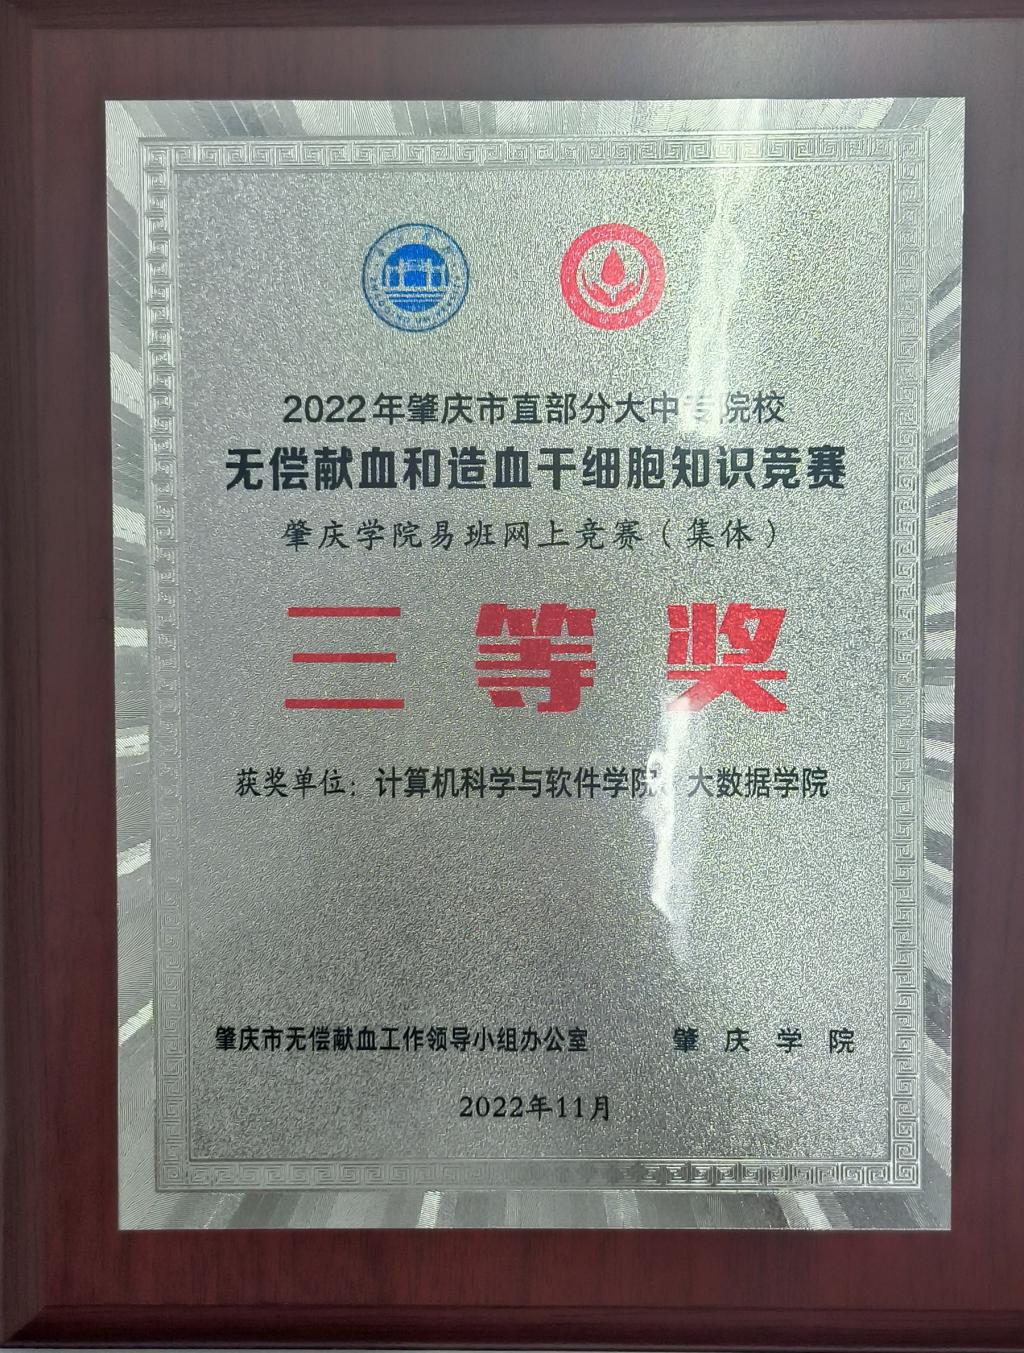 2022年肇庆市直部分大中专院校
无偿献血和造血干细胞知识竞赛
肇庆学院易班网上竞赛（集体）
三等奖
获奖单位：计算机科学与软件学院 大数据学院
肇庆市无偿献血工作领导小组办公室 肇庆学院
2022年11月